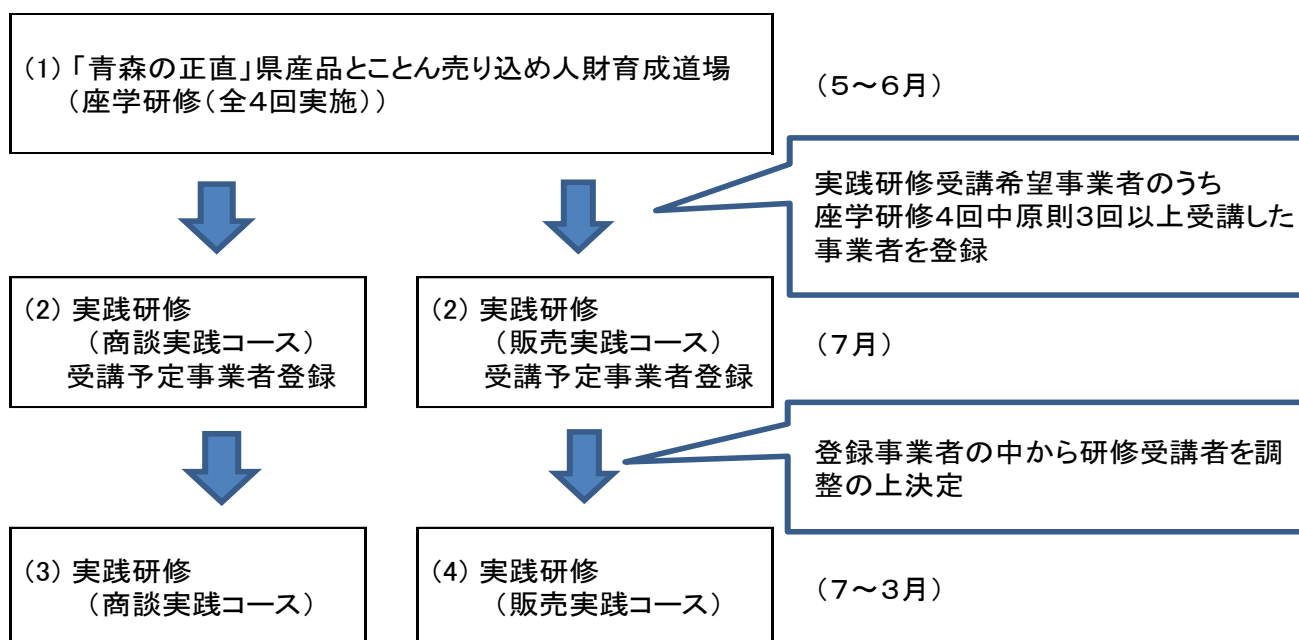 (1)「青森の正直」県産品とことん売り込め人財育成道場
（座学研修（全４回実施））
（５～６月）
実践研修受講希望事業者のうち
座学研修４回中原則３回以上受講した
事業者を登録
(2) 実践研修
（商談実践コース）
受講予定事業者登録
(2) 実践研修
（販売実践コース）
受講予定事業者登録
（７月）
登録事業者の中から研修受講者を調
整の上決定
(3) 実践研修
（商談実践コース）
(4) 実践研修
（販売実践コース）
（７～３月）